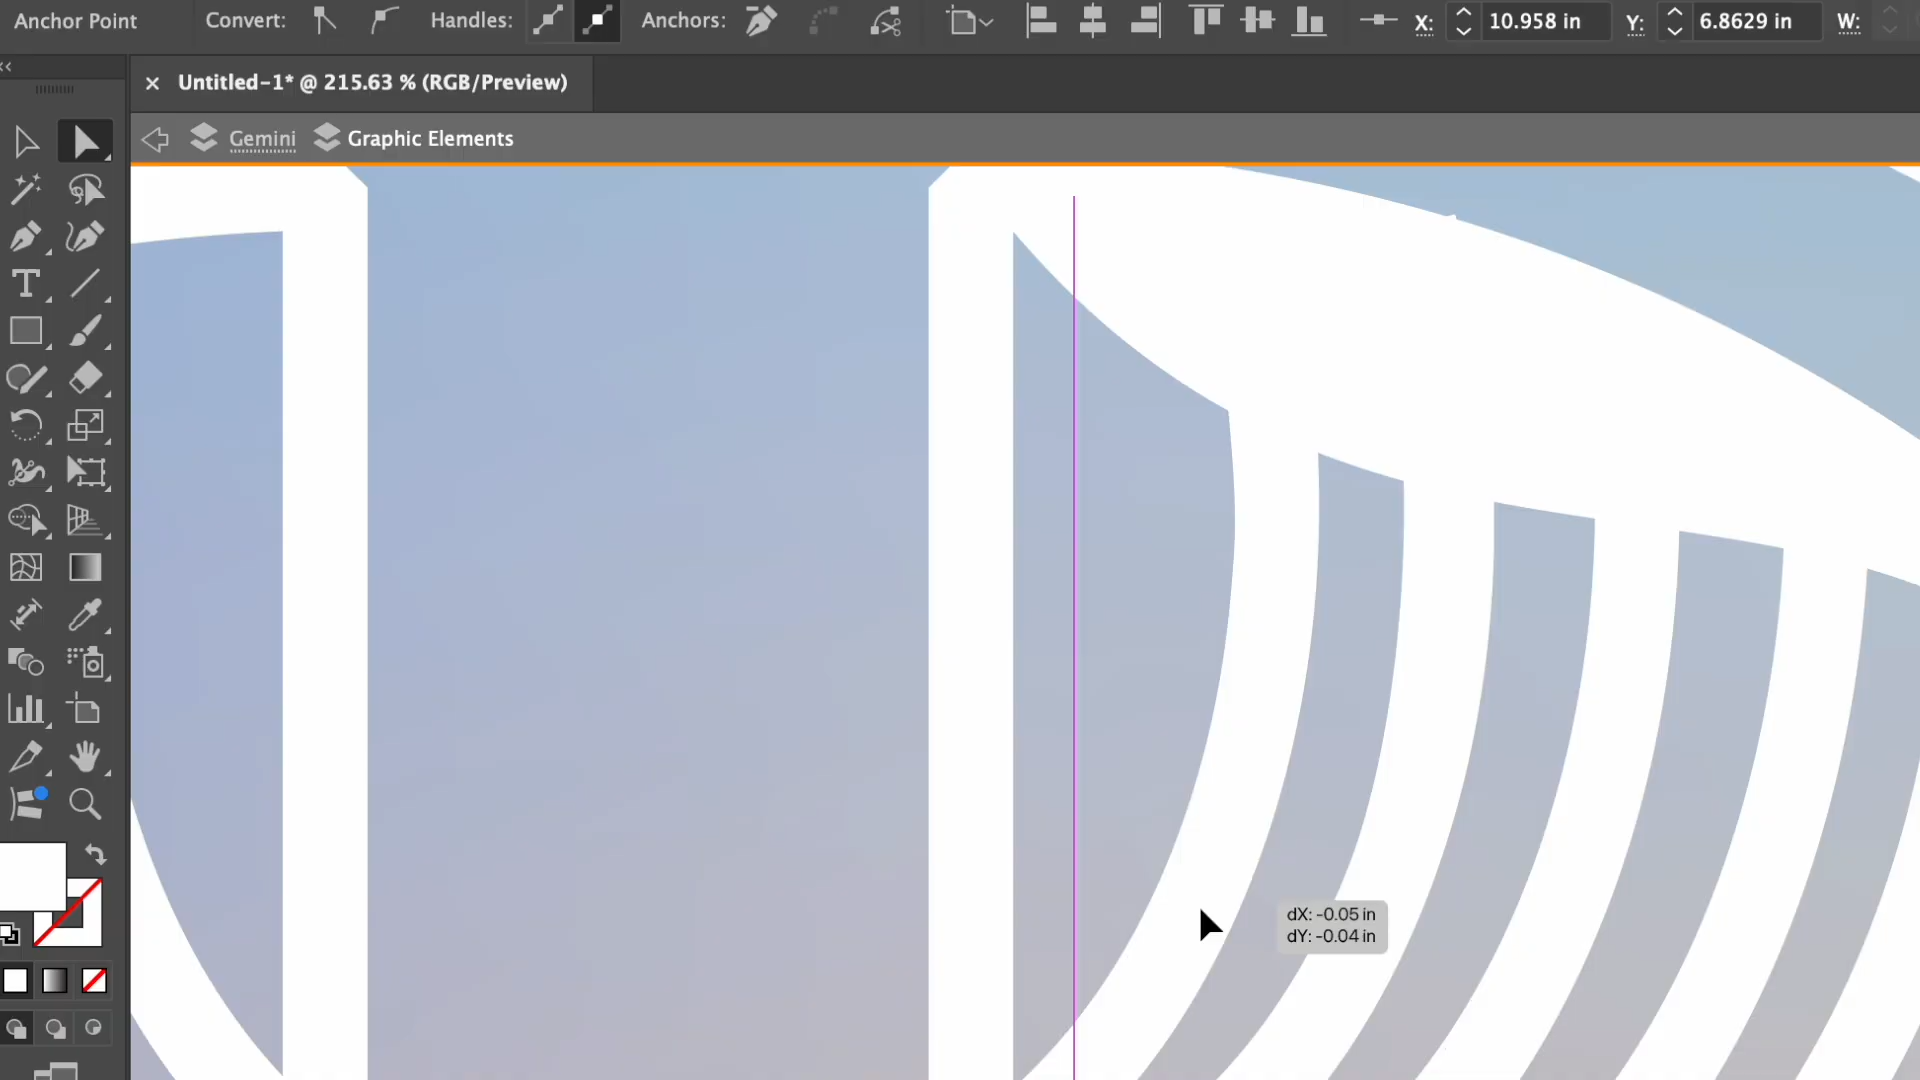 Anchor Point Convert: Handles: Anchors: X: 10.958 in Y: 6.8629 in W:
× Untitled-1* @ 215.63 % (RGB/Preview)
Gemini Graphic Elements
dX: -0.05 in
dY: -0.04 in